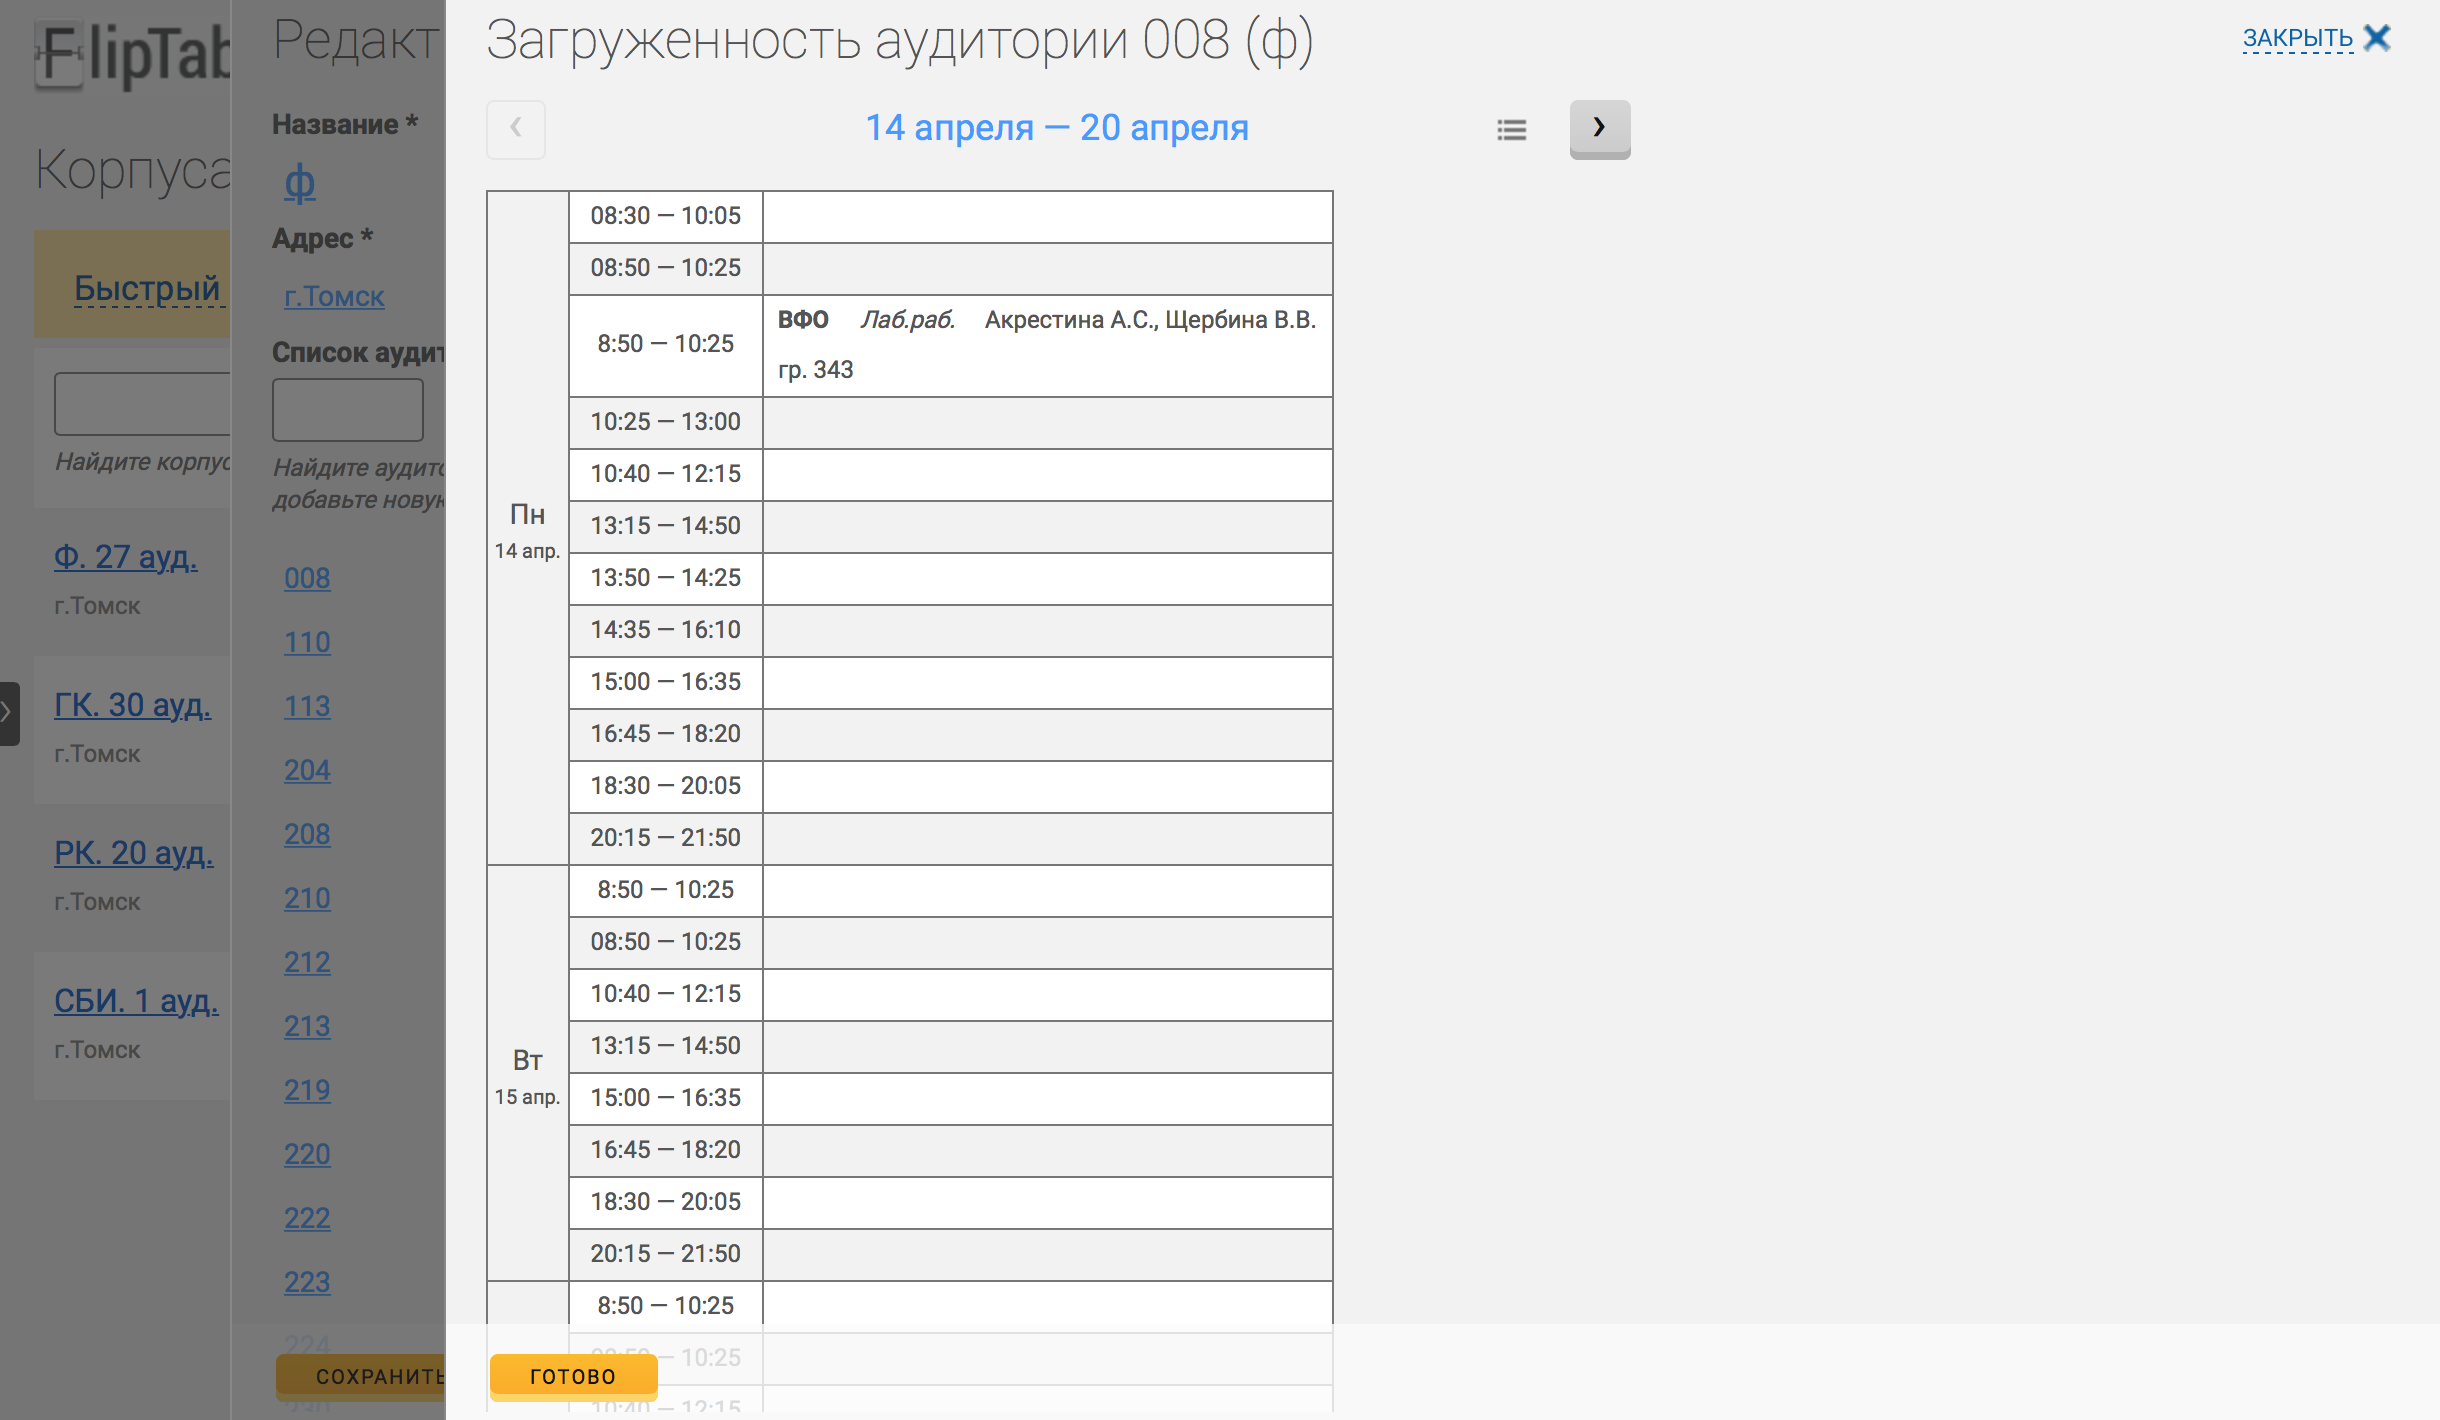 FlipTab
Корпуса
Быстрый
Найдите корпус
Ф. 27 ауд.
г.Томск
ГК. 30 ауд.
г.Томск
РК. 20 ауд.
г.Томск
СБИ. 1 ауд.
г.Томск
Редакт
Название *
ф
Адрес *
г.Томск
Список аудит
Найдите аудито
добавьте новую
008
110
113
204
208
210
212
213
219
220
222
223
224
СОХРАНИТЬ
Загруженность аудитории 008 (ф)
ЗАКРЫТЬ
14 апреля — 20 апреля
Пн
14 апр.
08:30 — 10:05
08:50 — 10:25
8:50 — 10:25
ВФО Лаб.раб. Акрестина А.С., Щербина В.В.
гр. 343
10:25 — 13:00
10:40 — 12:15
13:15 — 14:50
13:50 — 14:25
14:35 — 16:10
15:00 — 16:35
16:45 — 18:20
18:30 — 20:05
20:15 — 21:50
Вт
15 апр.
8:50 — 10:25
08:50 — 10:25
10:40 — 12:15
13:15 — 14:50
15:00 — 16:35
16:45 — 18:20
18:30 — 20:05
20:15 — 21:50
8:50 — 10:25
08:50 — 10:25
10:40 — 12:15
ГОТОВО